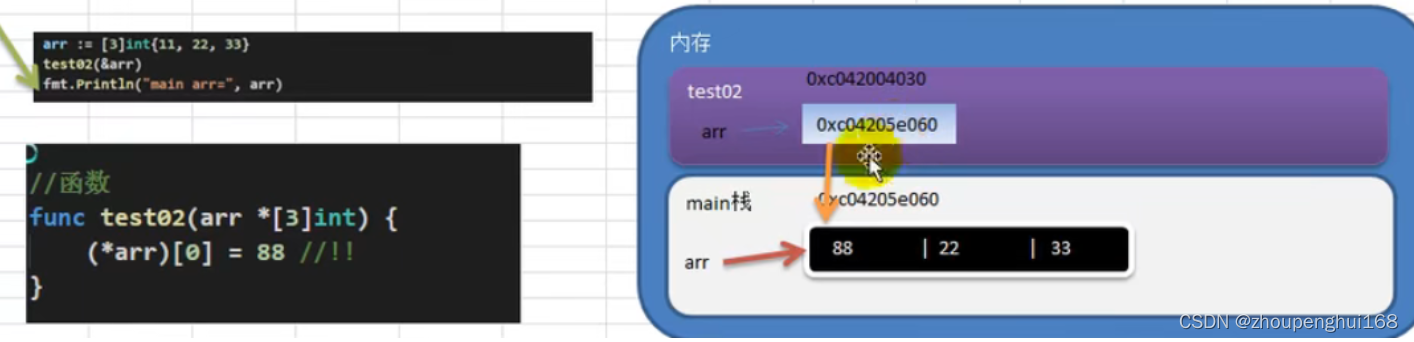 arr := [3]int{11, 22, 33}
test02(&arr)
fmt.Println("main arr=", arr)
//函数
func test02(arr *[3]int) {
(*arr)[0] = 88 //!!
}
内存
0xc042004030
test02
arr
0xc04205e060
main栈
0xc04205e060
arr
88 | 22 | 33
CSDN @zhoupenghui168